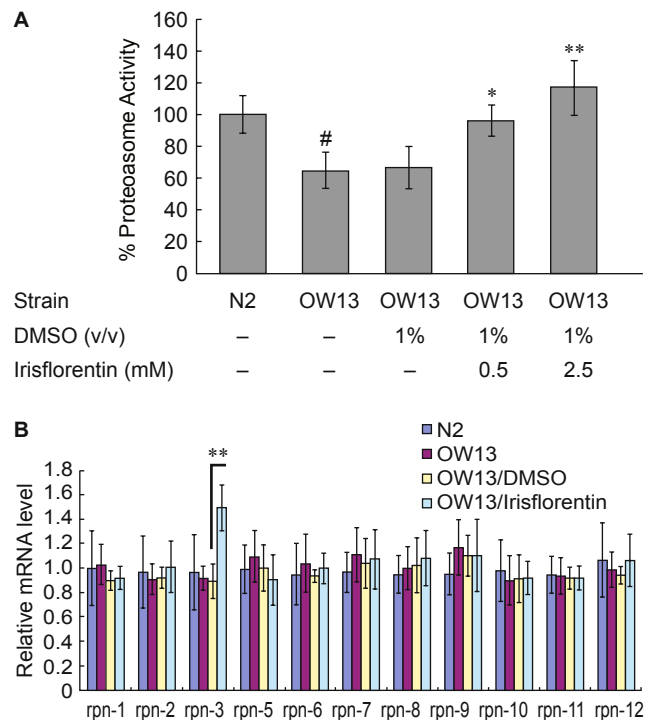 A
% Proteoasome Activity
160
140
120
100
80
60
40
20
0
#
*
**
Strain N2 OW13 OW13 OW13 OW13
DMSO (v/v) – – 1% 1% 1%
Irisflorentin (mM) – – – 0.5 2.5
B
N2
OW13
OW13/DMSO
OW13/Irisflorentin
**
Relative mRNA level
1.8
1.6
1.4
1.2
1.0
0.8
0.6
0.4
0.2
0
rpn-1 rpn-2 rpn-3 rpn-5 rpn-6 rpn-7 rpn-8 rpn-9 rpn-10 rpn-11 rpn-12